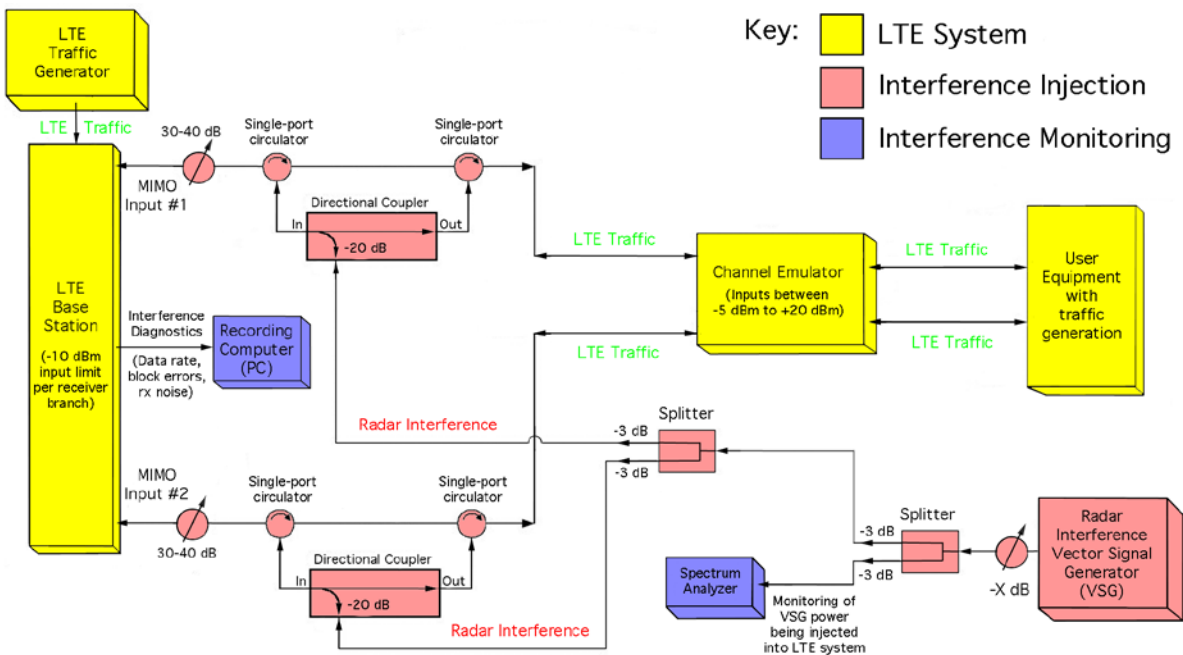 LTE
Traffic
Generator
Key:
LTE System
Interference Injection
Interference Monitoring
LTE Traffic
30-40 dB
Single-port
circulator
Single-port
circulator
MIMO
Input #1
Directional Coupler
In
Out
-20 dB
LTE
Base
Station
(-10 dBm
input limit
per receiver
branch)
Interference
Diagnostics
(Data rate,
block errors,
rx noise)
Recording
Computer
(PC)
LTE Traffic
LTE Traffic
Channel Emulator
(Inputs between
-5 dBm to +20 dBm)
LTE Traffic
LTE Traffic
User
Equipment
with
traffic
generation
Radar Interference
Splitter
-3 dB
-3 dB
MIMO
Input #2
30-40 dB
Single-port
circulator
Single-port
circulator
Directional Coupler
In
Out
-20 dB
Radar Interference
Splitter
-3 dB
-3 dB
-X dB
Radar
Interference
Vector Signal
Generator
(VSG)
Spectrum
Analyzer
Monitoring of
VSG power
being injected
into LTE system